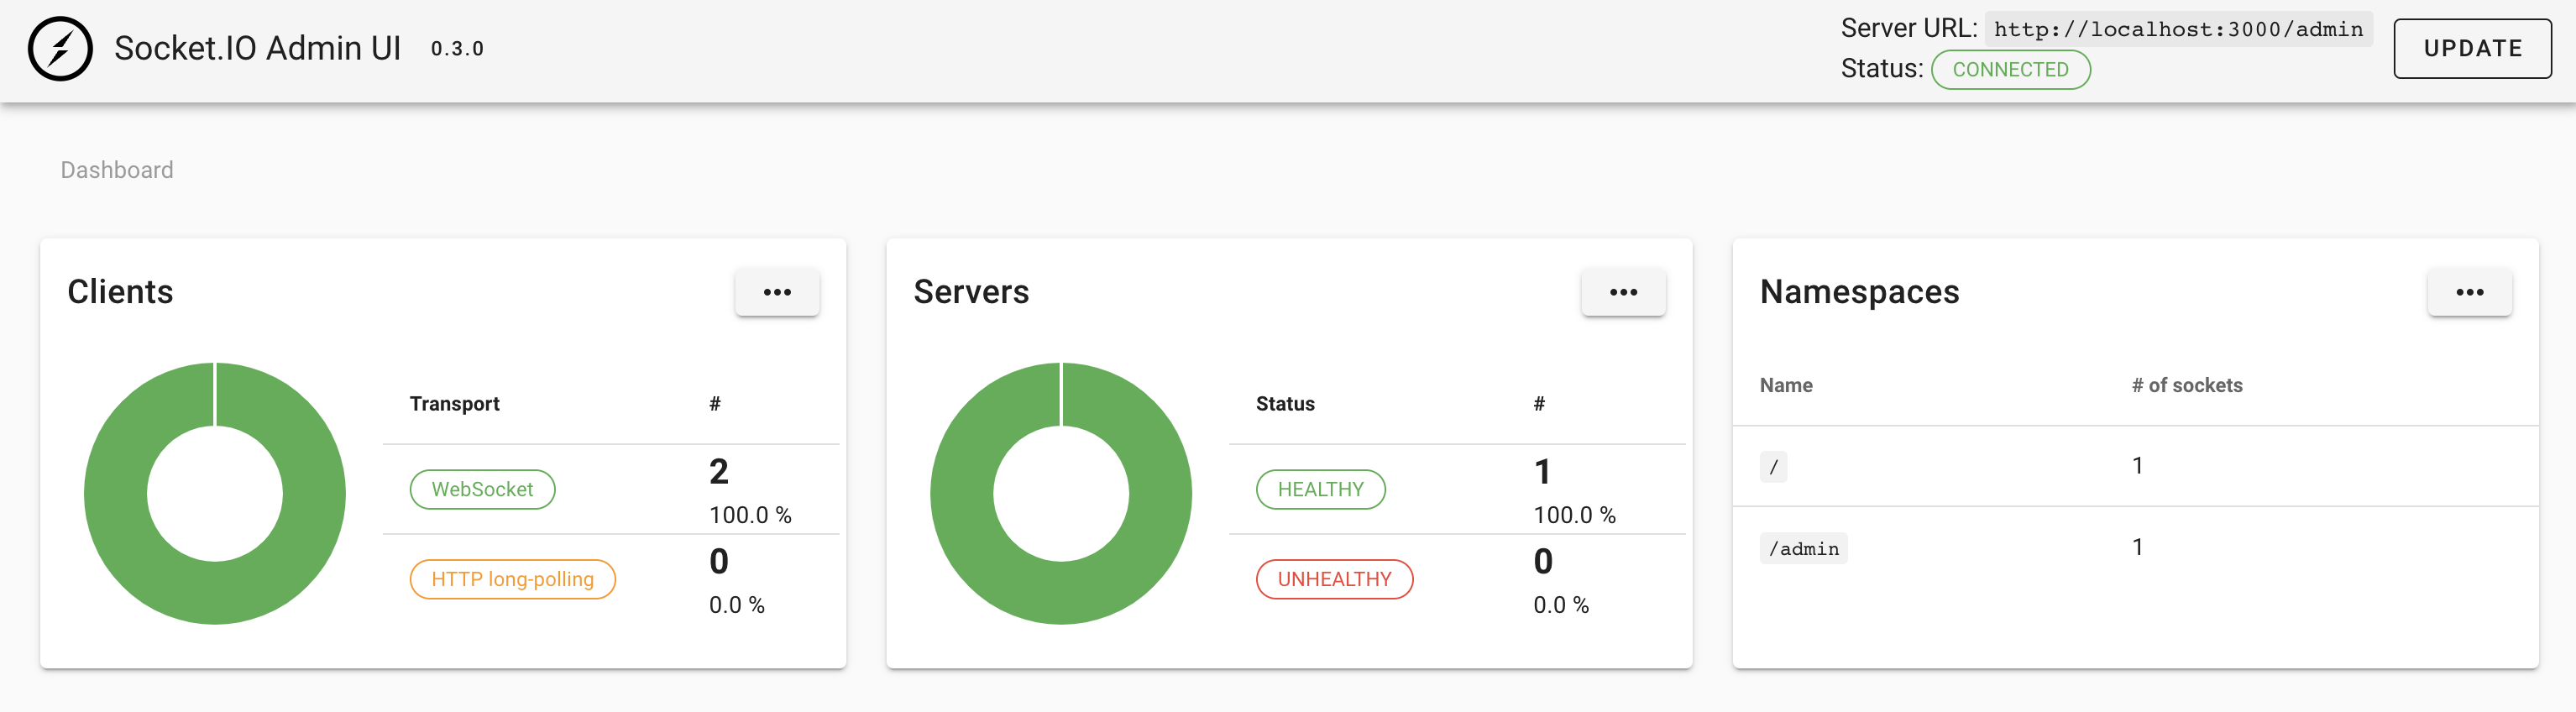 Socket.IO Admin UI 0.3.0
Server URL: http://localhost:3000/admin
Status: CONNECTED
UPDATE
Dashboard
Clients
Transport #
WebSocket 2
100.0 %
HTTP long-polling 0
0.0 %
Servers
Status #
HEALTHY 1
100.0 %
UNHEALTHY 0
0.0 %
Namespaces
Name # of sockets
/ 1
/admin 1